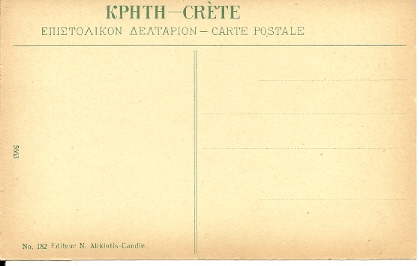 ΚΡΗΤΗ—CRÈTE
ΕΠΙΣΤΟΛΙΚΟΝ ΔΕΛΤΑΡΙΟΝ — CARTE POSTALE
No. 182 Editeur N. Alikiotis-Candie.